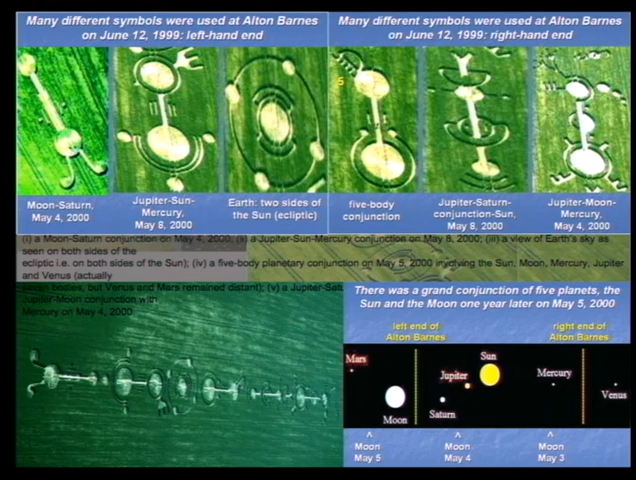 Many different symbols were used at Alton Barnes
on June 12, 1999: left-hand end
Many different symbols were used at Alton Barnes
on June 12, 1999: right-hand end
5
Moon-Saturn,
May 4, 2000
Jupiter-Sun-
Mercury,
May 8, 2000
Earth: two sides of
the Sun (ecliptic)
five-body
conjunction
Jupiter-Saturn-
conjunction-Sun,
May 8, 2000
Jupiter-Moon-
Mercury,
May 4, 2000
(i) a Moon-Saturn conjunction on May 4, 2000; (ii) a Jupiter-Sun-Mercury conjunction on May 8, 2000; (iii) a view of Earth's sky as
seen on both sides of the
ecliptic i.e. on both sides of the Sun); (iv) a five-body planetary conjunction on May 5, 2000 involving the Sun, Moon, Mercury, Jupiter
and Venus (actually
seven bodies, but Venus and Mars remained distant); (v) a Jupiter-Satu
Jupiter-Moon conjunction with
Mercury on May 4, 2000
There was a grand conjunction of five planets, the
Sun and the Moon one year later on May 5, 2000
left end of
Alton Barnes
right end of
Alton Barnes
Mars
Moon
Saturn
Jupiter
Sun
Mercury
Venus
^
Moon
May 5
^
Moon
May 4
^
Moon
May 3